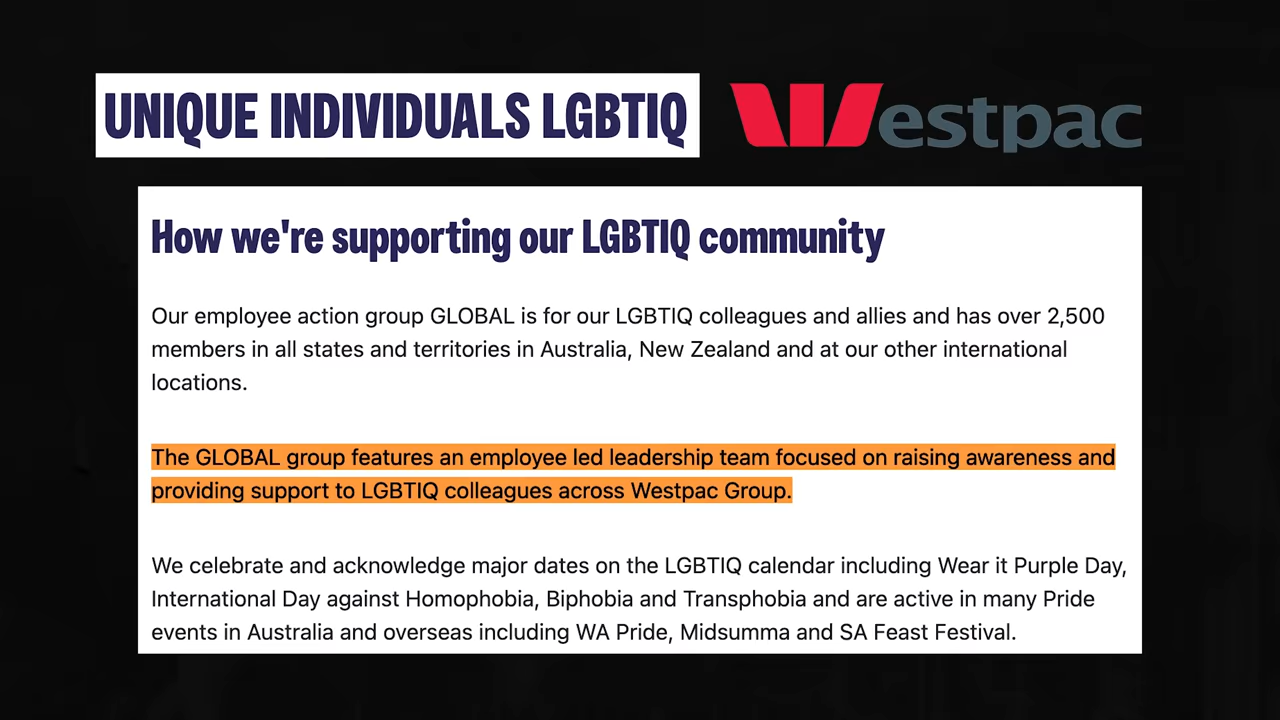 UNIQUE INDIVIDUALS LGBTIQ
Westpac
How we're supporting our LGBTIQ community
Our employee action group GLOBAL is for our LGBTIQ colleagues and allies and has over 2,500
members in all states and territories in Australia, New Zealand and at our other international
locations.
The GLOBAL group features an employee led leadership team focused on raising awareness and
providing support to LGBTIQ colleagues across Westpac Group.
We celebrate and acknowledge major dates on the LGBTIQ calendar including Wear it Purple Day,
International Day against Homophobia, Biphobia and Transphobia and are active in many Pride
events in Australia and overseas including WA Pride, Midsumma and SA Feast Festival.